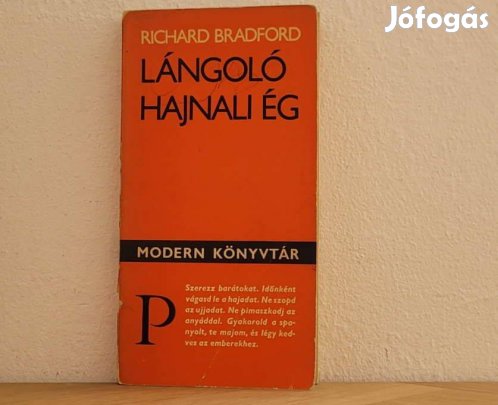 Jófogás
RICHARD BRADFORD
LÁNGOLÓ
HAJNALI ÉG
MODERN KÖNYVTÁR
P
Szerezz barátokat. Időnként
vágasd le a hajadat. Ne szopd
az ujjadat. Ne pimaszkodj az
anyáddal. Gyakorold a spa-
nyolt, te majom, és légy ked-
ves az emberekhez.